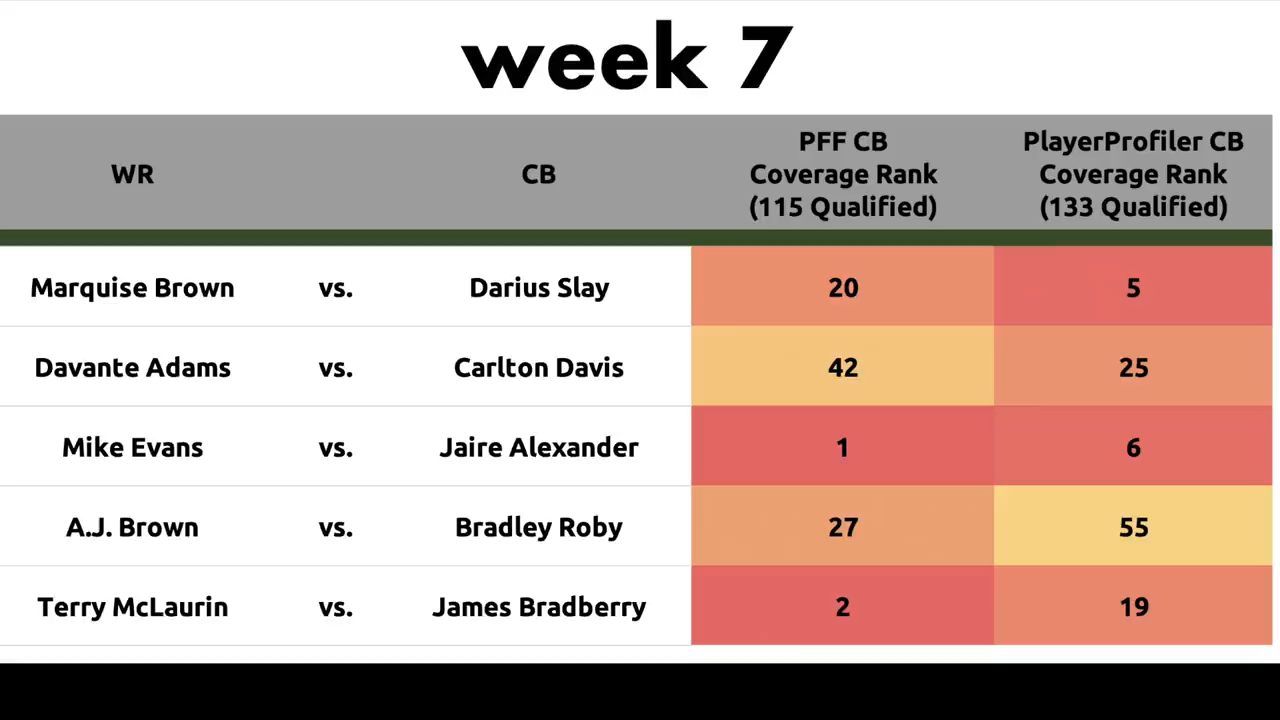 week 7
WR CB PFF CB Coverage Rank (115 Qualified) PlayerProfiler CB Coverage Rank (133 Qualified)
Marquise Brown vs. Darius Slay 20 5
Davante Adams vs. Carlton Davis 42 25
Mike Evans vs. Jaire Alexander 1 6
A.J. Brown vs. Bradley Roby 27 55
Terry McLaurin vs. James Bradberry 2 19